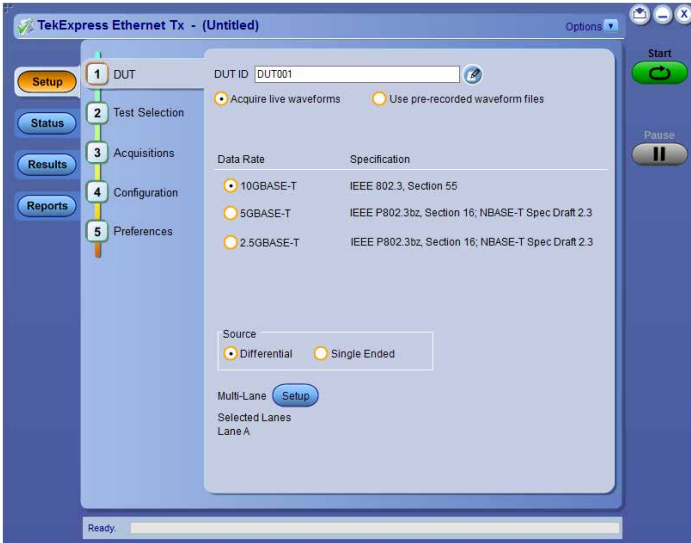 TekExpress Ethernet Tx - (Untitled)
Options
Start
Pause
Setup
Status
Results
Reports
1 DUT
2 Test Selection
3 Acquisitions
4 Configuration
5 Preferences
DUT ID DUT001
Acquire live waveforms Use pre-recorded waveform files
Data Rate Specification
10GBASE-T IEEE 802.3, Section 55
5GBASE-T IEEE P802.3bz, Section 16; NBASE-T Spec Draft 2.3
2.5GBASE-T IEEE P802.3bz, Section 16; NBASE-T Spec Draft 2.3
Source
Differential Single Ended
Multi-Lane Setup
Selected Lanes
Lane A
Ready.